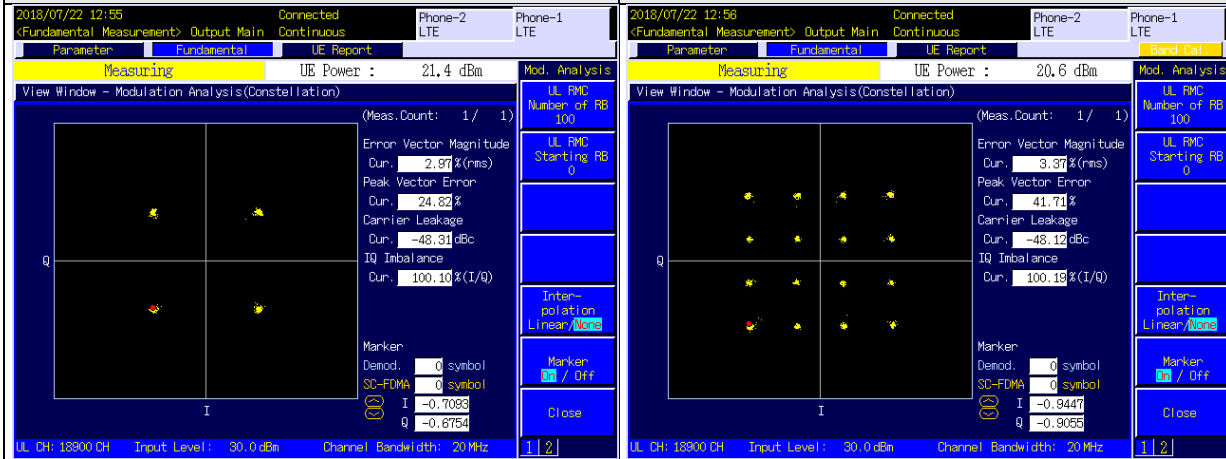 2018/07/22 12:55 Connected Phone-2 Phone-1
<Fundamental Measurement> Output Main Continuous LTE LTE
Parameter Fundamental UE Report
Measuring UE Power : 21.4 dBm Mod. Analysis
View Window - Modulation Analysis(Constellation)
UL RMC
Number of RB
100
(Meas.Count: 1/ 1)
Error Vector Magnitude
Cur. 2.97 %(rms)
UL RMC
Starting RB
0
Peak Vector Error
Cur. 24.82 %
Carrier Leakage
Cur. -48.31 dBc
IQ Imbalance
Cur. 100.10 %(I/Q)
Q
I
Inter-
polation
Linear/None
Marker
Demod. 0 symbol
SC-FDMA 0 symbol
I -0.7093
Q -0.6754
Marker
On / Off
Close
UL CH: 18900 CH Input Level: 30.0 dBm Channel Bandwidth: 20 MHz 1 2
2018/07/22 12:56 Connected Phone-2 Phone-1
<Fundamental Measurement> Output Main Continuous LTE LTE
Parameter Fundamental UE Report Band Cal.
Measuring UE Power : 20.6 dBm Mod. Analysis
View Window - Modulation Analysis(Constellation)
UL RMC
Number of RB
100
(Meas.Count: 1/ 1)
Error Vector Magnitude
Cur. 3.37 %(rms)
UL RMC
Starting RB
0
Peak Vector Error
Cur. 41.71 %
Carrier Leakage
Cur. -48.12 dBc
IQ Imbalance
Cur. 100.19 %(I/Q)
Q
I
Inter-
polation
Linear/None
Marker
Demod. 0 symbol
SC-FDMA 0 symbol
I -0.9447
Q -0.9055
Marker
On / Off
Close
UL CH: 18900 CH Input Level: 30.0 dBm Channel Bandwidth: 20 MHz 1 2